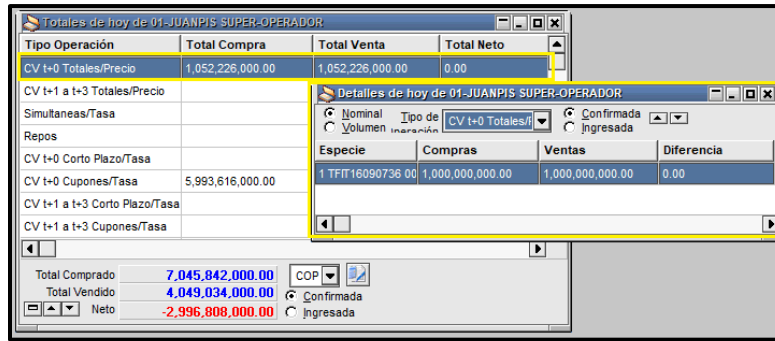 Totales de hoy de 01-JUANPIS SUPER-OPERADOR
Tipo Operación Total Compra Total Venta Total Neto
CV t+0 Totales/Precio 1,052,226,000.00 1,052,226,000.00 0.00
CV t+1 a t+3 Totales/Precio
Simultaneas/Tasa
Repos
CV t+0 Corto Plazo/Tasa
CV t+0 Cupones/Tasa 5,993,616,000.00
CV t+1 a t+3 Corto Plazo/Tasa
CV t+1 a t+3 Cupones/Tasa
Total Comprado 7,045,842,000.00 COP
Total Vendido 4,049,034,000.00 Confirmada
Neto -2,996,808,000.00 Ingresada
Detalles de hoy de 01-JUANPIS SUPER-OPERADOR
Nominal Tipo de CV t+0 Totales/F Confirmada
Volumen Ingresada
Especie Compras Ventas Diferencia
1 TFIT16090736 00 1,000,000,000.00 1,000,000,000.00 0.00